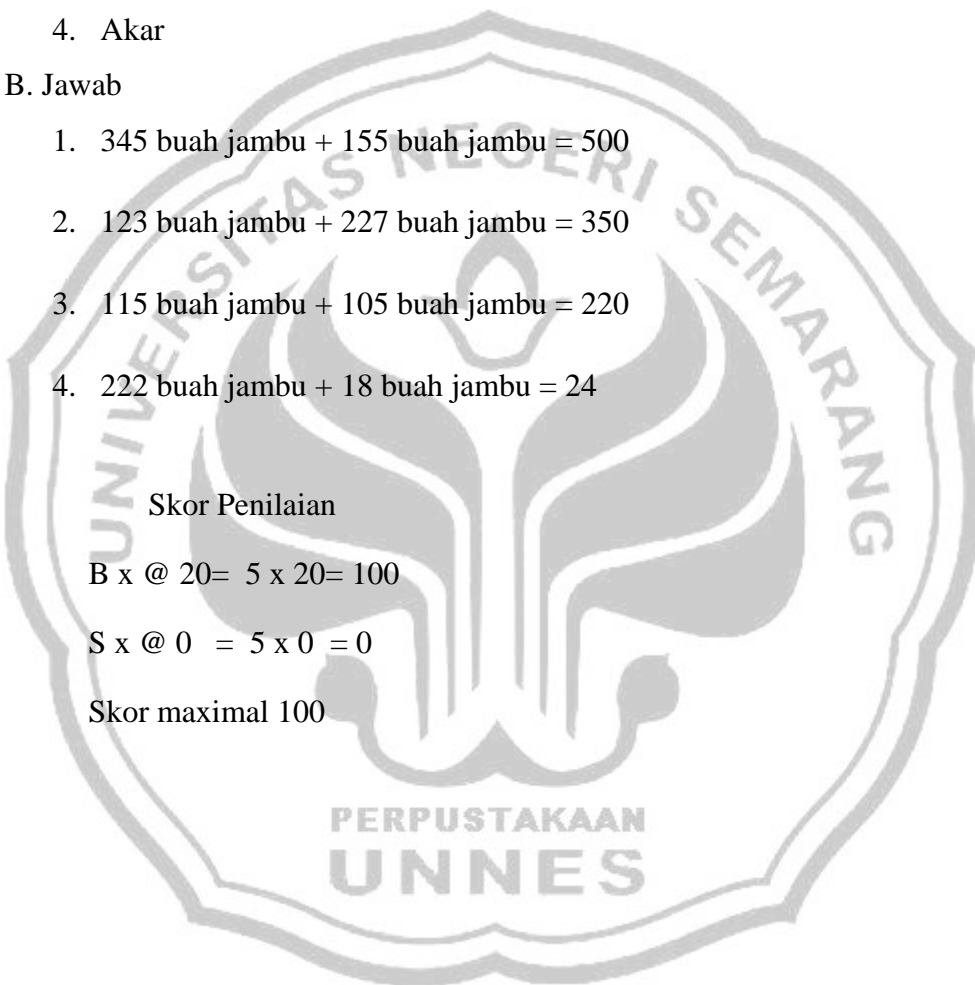 4. Akar
B. Jawab
1. 345 buah jambu + 155 buah jambu = 500
2. 123 buah jambu + 227 buah jambu = 350
3. 115 buah jambu + 105 buah jambu = 220
4. 222 buah jambu + 18 buah jambu = 24
Skor Penilaian
B x @ 20= 5 x 20= 100
S x @ 0 = 5 x 0 = 0
Skor maximal 100
UNIVERSITAS NEGERI SEMARANG
PERPUSTAKAAN
UNNES